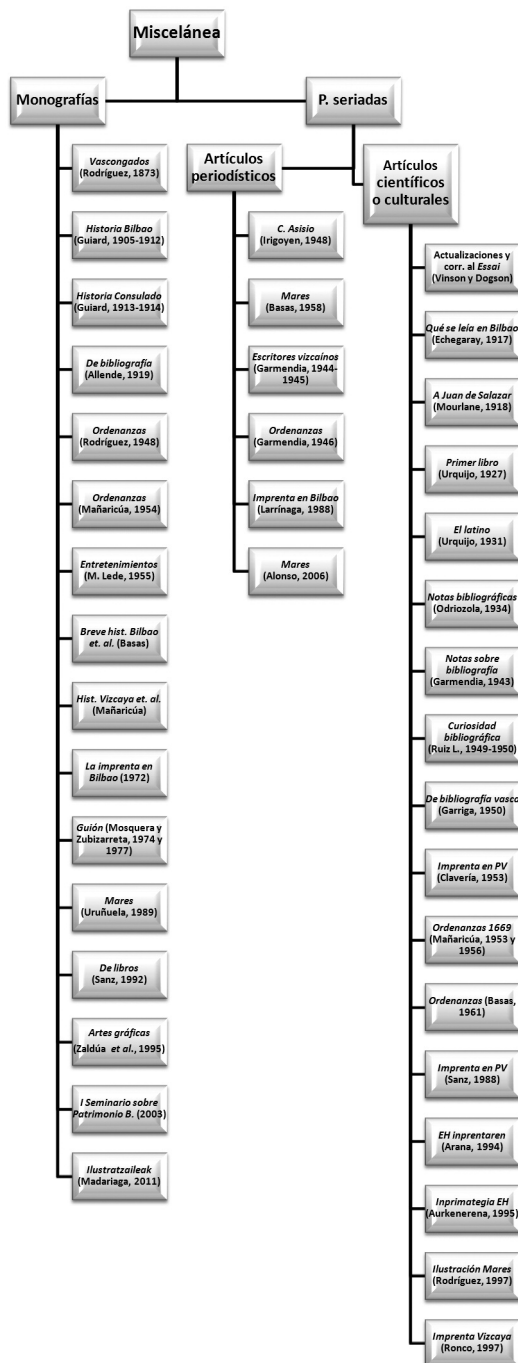 Miscelánea
Monografías
P. seriadas
Vascongados
(Rodríguez, 1873)
Historia Bilbao
(Guiard, 1905-1912)
Historia Consulado
(Guiard, 1913-1914)
De bibliografía
(Allende, 1919)
Ordenanzas
(Rodríguez, 1948)
Ordenanzas
(Mañaricúa, 1954)
Entretenimientos
(M. Lede, 1955)
Breve hist. Bilbao
et. al. (Basas)
Hist. Vizcaya et. al.
(Mañaricúa)
La imprenta en
Bilbao (1972)
Guión (Mosquera y
Zubizarreta, 1974 y
1977)
Mares
(Uruñuela, 1989)
De libros
(Sanz, 1992)
Artes gráficas
(Zaldúa et al., 1995)
I Seminario sobre
Patrimonio B. (2003)
Ilustratzaileak
(Madariaga, 2011)
Artículos
periodísticos
C. Asisio
(Irigoyen, 1948)
Mares
(Basas, 1958)
Escritores vizcaínos
(Garmendia, 1944-
1945)
Ordenanzas
(Garmendia, 1946)
Imprenta en Bilbao
(Larrínaga, 1988)
Mares
(Alonso, 2006)
Artículos
científicos
o culturales
Actualizaciones y
corr. al Essai
(Vinson y Dogson)
Qué se leía en Bilbao
(Echegaray, 1917)
A Juan de Salazar
(Mourlane, 1918)
Primer libro
(Urquijo, 1927)
El latino
(Urquijo, 1931)
Notas bibliográficas
(Odriozola, 1934)
Notas sobre
bibliografía
(Garmendia, 1943)
Curiosidad
bibliográfica
(Ruiz L., 1949-1950)
De bibliografía vasca
(Garriga, 1950)
Imprenta en PV
(Clavería, 1953)
Ordenanzas 1669
(Mañaricúa, 1953 y
1956)
Ordenanzas (Basas,
1961)
Imprenta en PV
(Sanz, 1988)
EH inprentaren
(Arana, 1994)
Inprimategia EH
(Aurkenerena, 1995)
Ilustración Mares
(Rodríguez, 1997)
Imprenta Vizcaya
(Ronco, 1997)